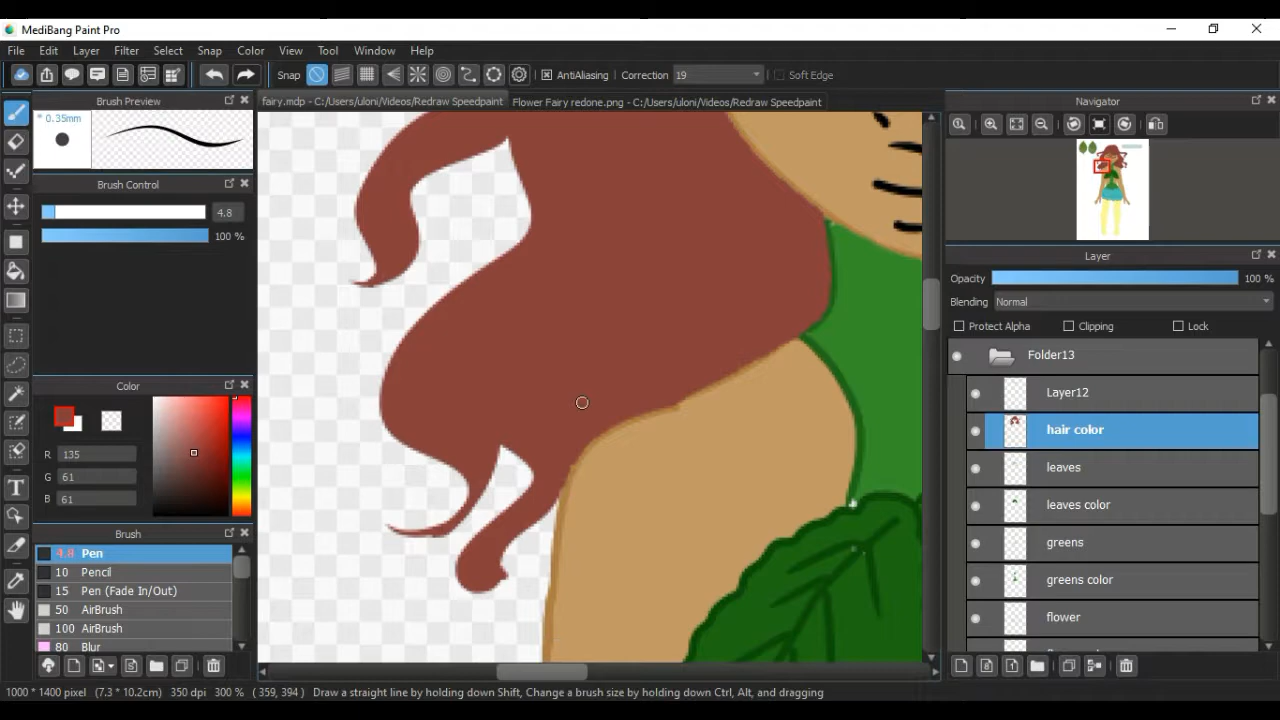 MediBang Paint Pro
File Edit Layer Filter Select Snap Color View Tool Window Help
Snap AntiAliasing Correction 19 Soft Edge
Brush Preview
* 0.35mm
Brush Control
4.8
100 %
Color
R 135
G 61
B 61
Brush
4.8 Pen
10 Pencil
15 Pen (Fade In/Out)
50 AirBrush
100 AirBrush
80 Blur
fairy.mdp - C:/Users/uloni/Videos/Redraw Speedpaint
Flower Fairy redone.png - C:/Users/uloni/Videos/Redraw Speedpaint
Navigator
Layer
Opacity 100 %
Blending Normal
Protect Alpha Clipping Lock
Folder13
Layer12
hair color
leaves
leaves color
greens
greens color
flower
1000 * 1400 pixel (7.3 * 10.2cm) 350 dpi 300 % ( 359, 394 ) Draw a straight line by holding down Shift, Change a brush size by holding down Ctrl, Alt, and dragging